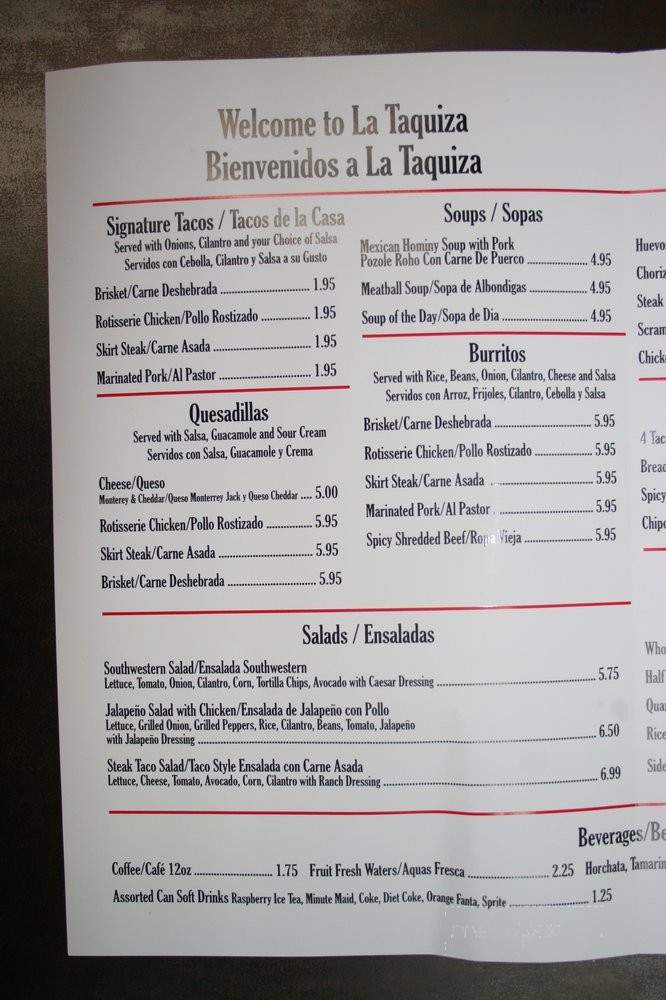 Welcome to La Taquiza
Bienvenidos a La Taquiza
Signature Tacos / Tacos de la Casa
Served with Onions, Cilantro and your Choice of Salsa
Servidos con Cebolla, Cilantro y Salsa a su Gusto
Brisket/Carne Deshebrada ........ 1.95
Rotisserie Chicken/Pollo Rostizado ........ 1.95
Skirt Steak/Carne Asada ........ 1.95
Marinated Pork/Al Pastor ........ 1.95
Quesadillas
Served with Salsa, Guacamole and Sour Cream
Servidos con Salsa, Guacamole y Crema
Cheese/Queso
Monterey & Cheddar/Queso Monterrey Jack y Queso Cheddar .... 5.00
Rotisserie Chicken/Pollo Rostizado ........ 5.95
Skirt Steak/Carne Asada ........ 5.95
Brisket/Carne Deshebrada ........ 5.95
Soups / Sopas
Mexican Hominy Soup with Pork
Pozole Roho Con Carne De Puerco ........ 4.95
Meatball Soup/Sopa de Albondigas ........ 4.95
Soup of the Day/Sopa de Dia ........ 4.95
Burritos
Served with Rice, Beans, Onion, Cilantro, Cheese and Salsa
Servidos con Arroz, Frijoles, Cilantro, Cebolla y Salsa
Brisket/Carne Deshebrada ........ 5.95
Rotisserie Chicken/Pollo Rostizado ........ 5.95
Skirt Steak/Carne Asada ........ 5.95
Marinated Pork/Al Pastor ........ 5.95
Spicy Shredded Beef/Ropa Vieja ........ 5.95
Salads / Ensaladas
Southwestern Salad/Ensalada Southwestern
Lettuce, Tomato, Onion, Cilantro, Corn, Tortilla Chips, Avocado with Caesar Dressing ........ 5.75
Jalapeño Salad with Chicken/Ensalada de Jalapeño con Pollo
Lettuce, Grilled Onion, Grilled Peppers, Rice, Cilantro, Beans, Tomato, Jalapeño
with Jalapeño Dressing ........ 6.50
Steak Taco Salad/Taco Style Ensalada con Carne Asada
Lettuce, Cheese, Tomato, Avocado, Corn, Cilantro with Ranch Dressing ........ 6.99
Beverages/Be
Coffee/Café 12oz ........ 1.75 Fruit Fresh Waters/Aquas Fresca ........ 2.25 Horchata, Tamarin
Assorted Can Soft Drinks Raspberry Ice Tea, Minute Maid, Coke, Diet Coke, Orange Fanta, Sprite ........ 1.25
Huevo
Choriz
Steak
Scram
Chick
4 Tac
Bread
Spicy
Chipo
Who
Half
Quar
Rice
Side